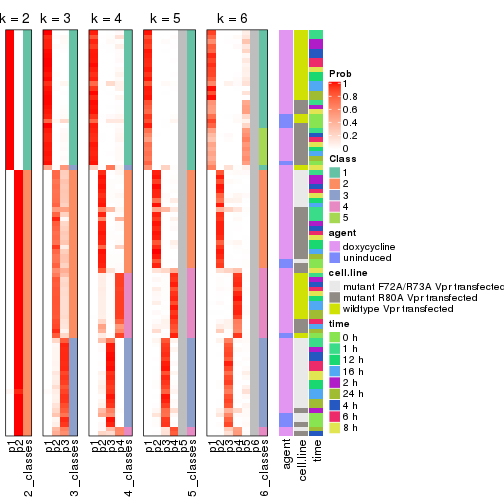 k = 2
k = 3
k = 4
k = 5
k = 6
Prob
1
0.8
0.6
0.4
0.2
0
Class
1
2
3
4
5
agent
doxycycline
uninduced
cell.line
mutant F72A/R73A Vpr transfected
mutant R80A Vpr transfected
wildtype Vpr transfected
time
0 h
1 h
12 h
16 h
2 h
24 h
4 h
6 h
8 h
p1
p2
2_classes
p1
p2
p3
3_classes
p1
p2
p3
p4
4_classes
p1
p2
p3
p4
p5
5_classes
p1
p2
p3
p4
p5
p6
6_classes
agent
cell.line
time